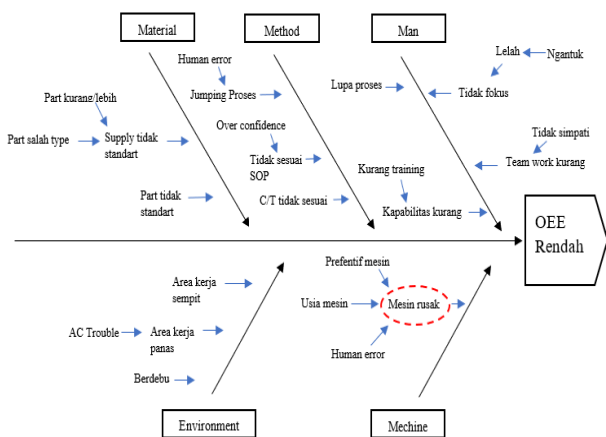 Material
Method
Man
Human error
Lelah
Ngantuk
Lupa proses
Tidak fokus
Part kurang/lebih
Jumping Proses
Over confidence
Tidak simpati
Part salah type
Supply tidak
standart
Tidak sesuai
SOP
Kurang training
Team work kurang
Part tidak
standart
C/T tidak sesuai
Kapabilitas kurang
OEE
Rendah
Area kerja
sempit
Prefentif mesin
Usia mesin
Mesin rusak
AC Trouble
Area kerja
panas
Human error
Berdebu
Environment
Mechine